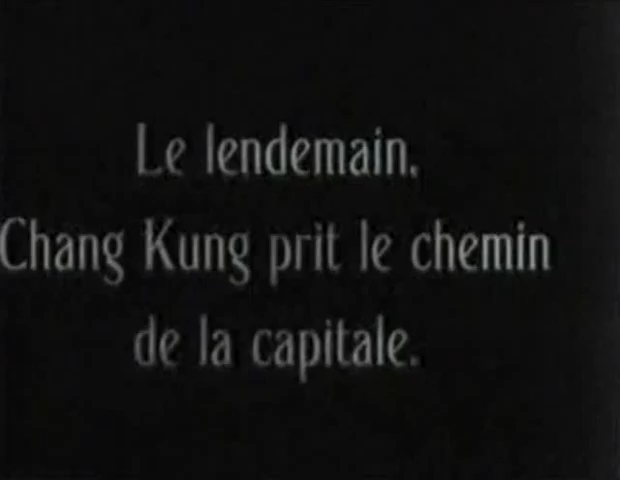 Le lendemain,
Chang Kung prit le chemin
de la capitale.